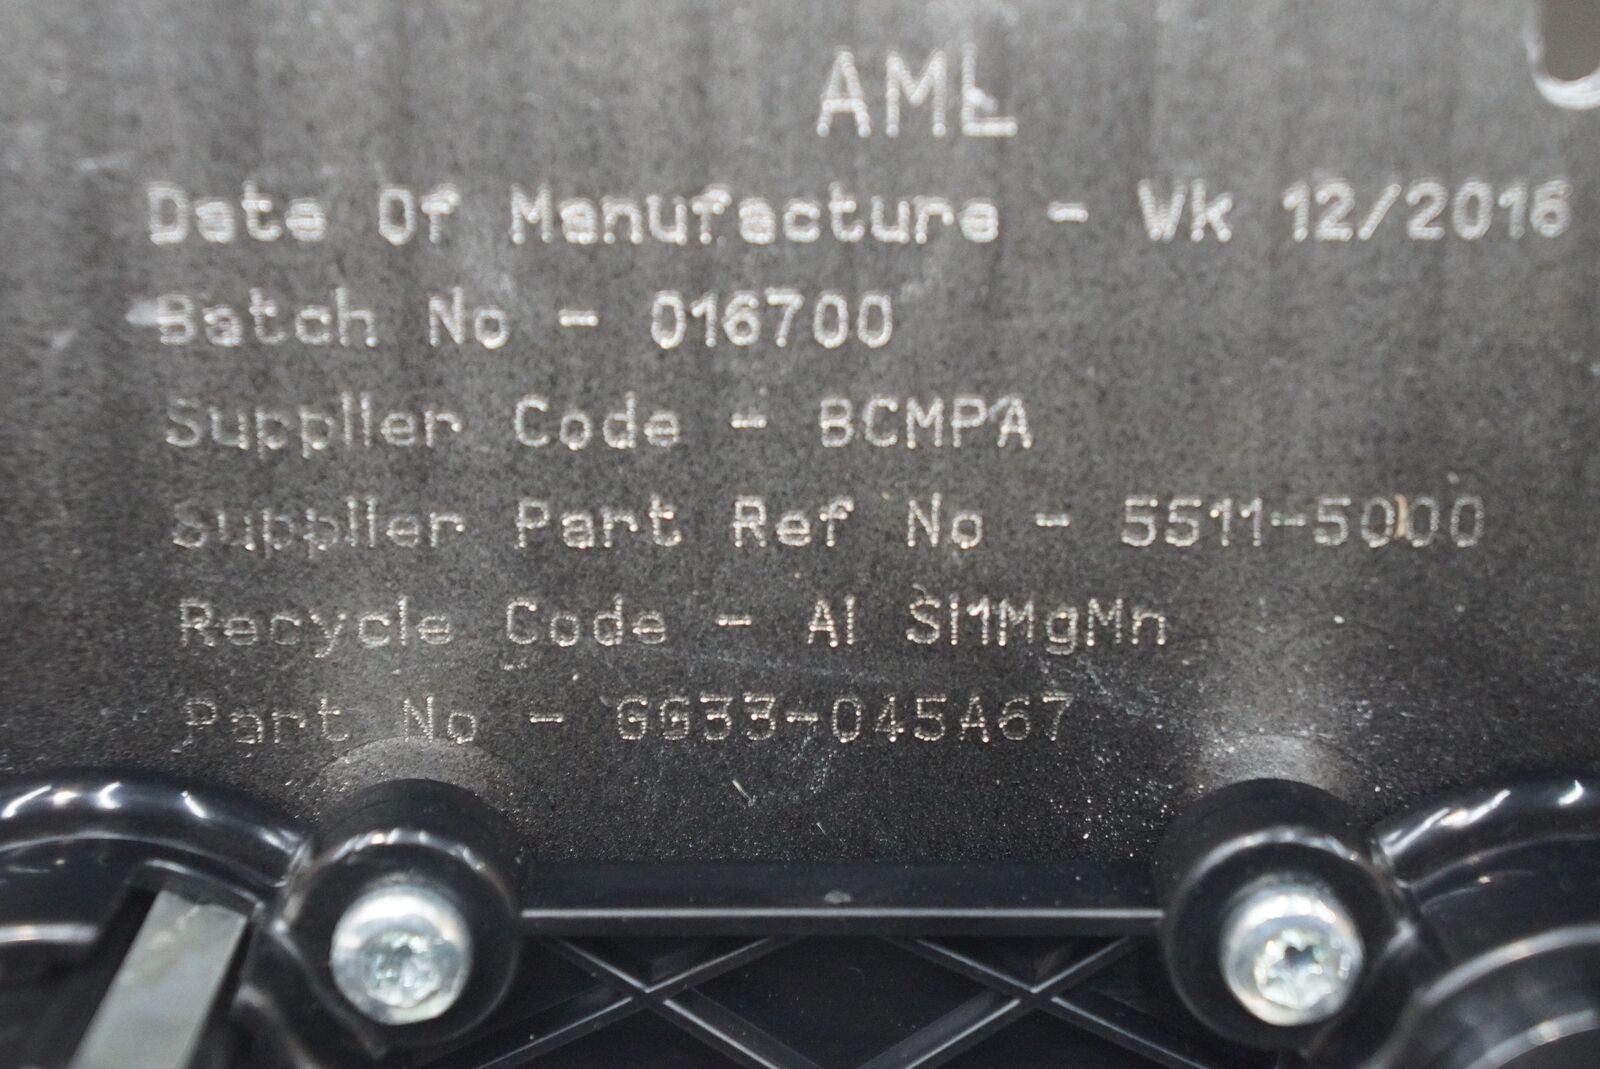 AML
Date Of Manufacture - Wk 12/2016
Batch No - 016700
Supplier Code - BCMPA
Supplier Part Ref No - 5511-5000
Recycle Code - Al Si1MgMn
Part No - GG33-045A67